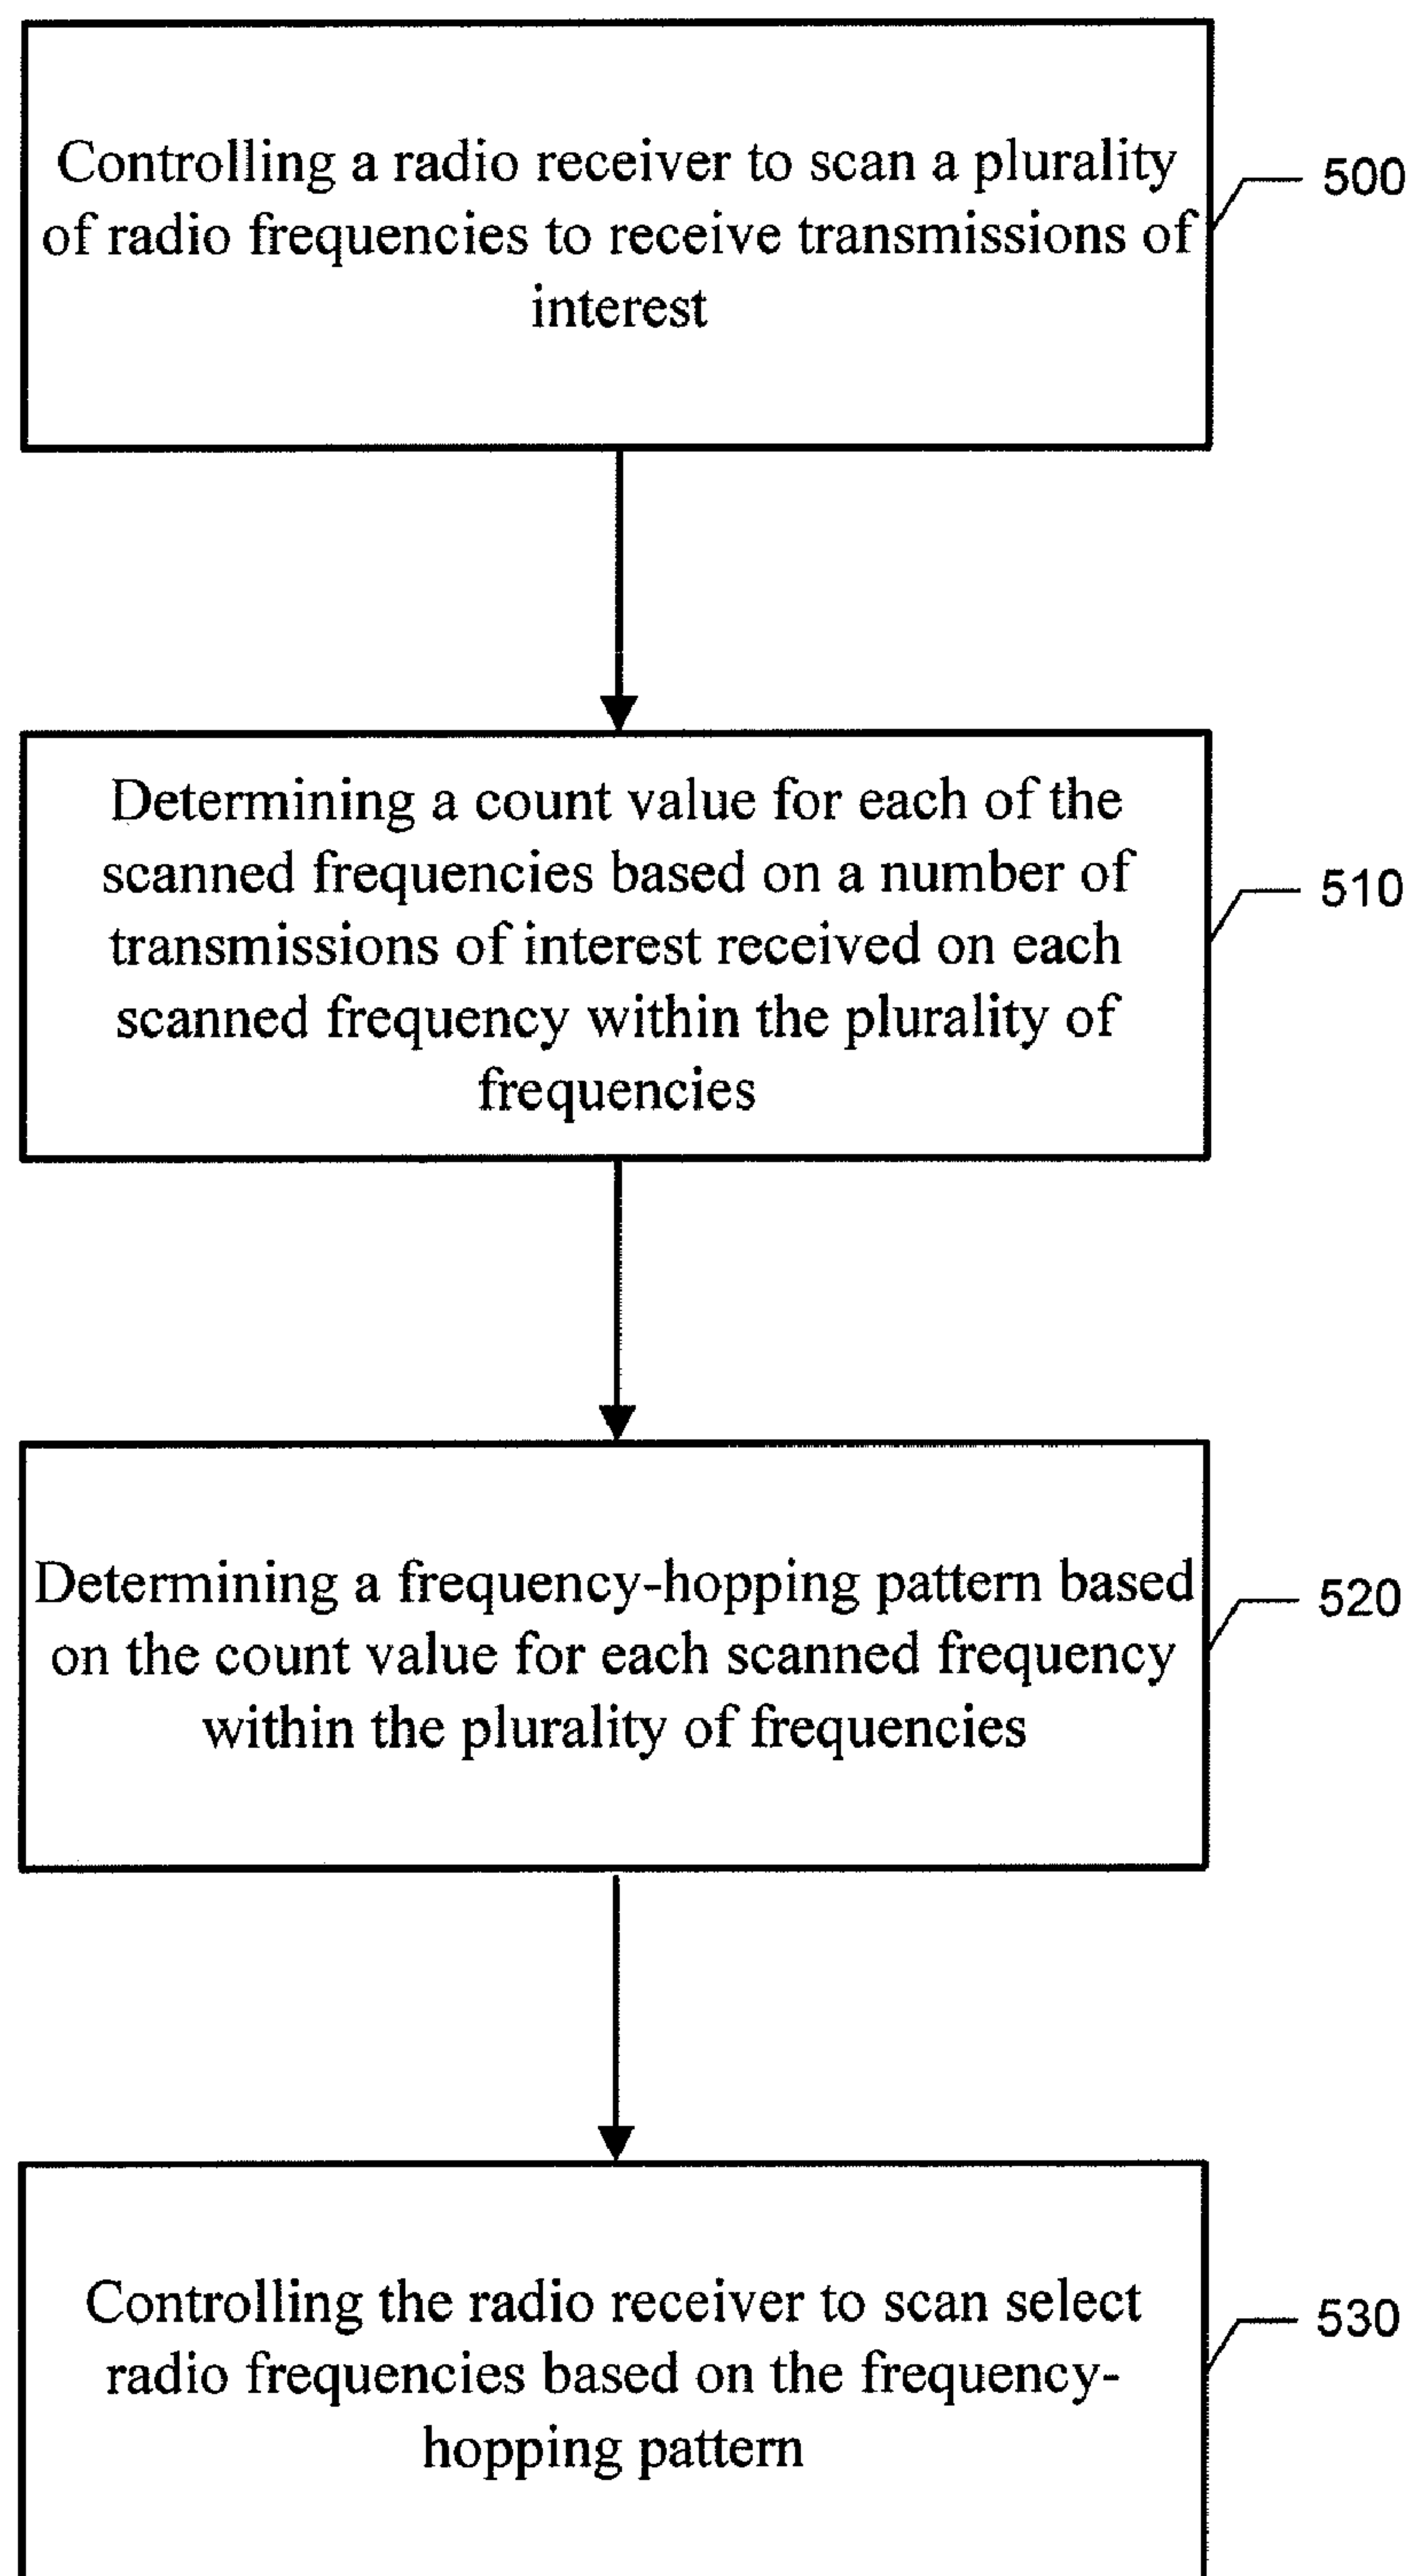 Controlling a radio receiver to scan a plurality
of radio frequencies to receive transmissions of
interest
500
Determining a count value for each of the
scanned frequencies based on a number of
transmissions of interest received on each
scanned frequency within the plurality of
frequencies
510
Determining a frequency-hopping pattern based
on the count value for each scanned frequency
within the plurality of frequencies
520
Controlling the radio receiver to scan select
radio frequencies based on the frequency-
hopping pattern
530